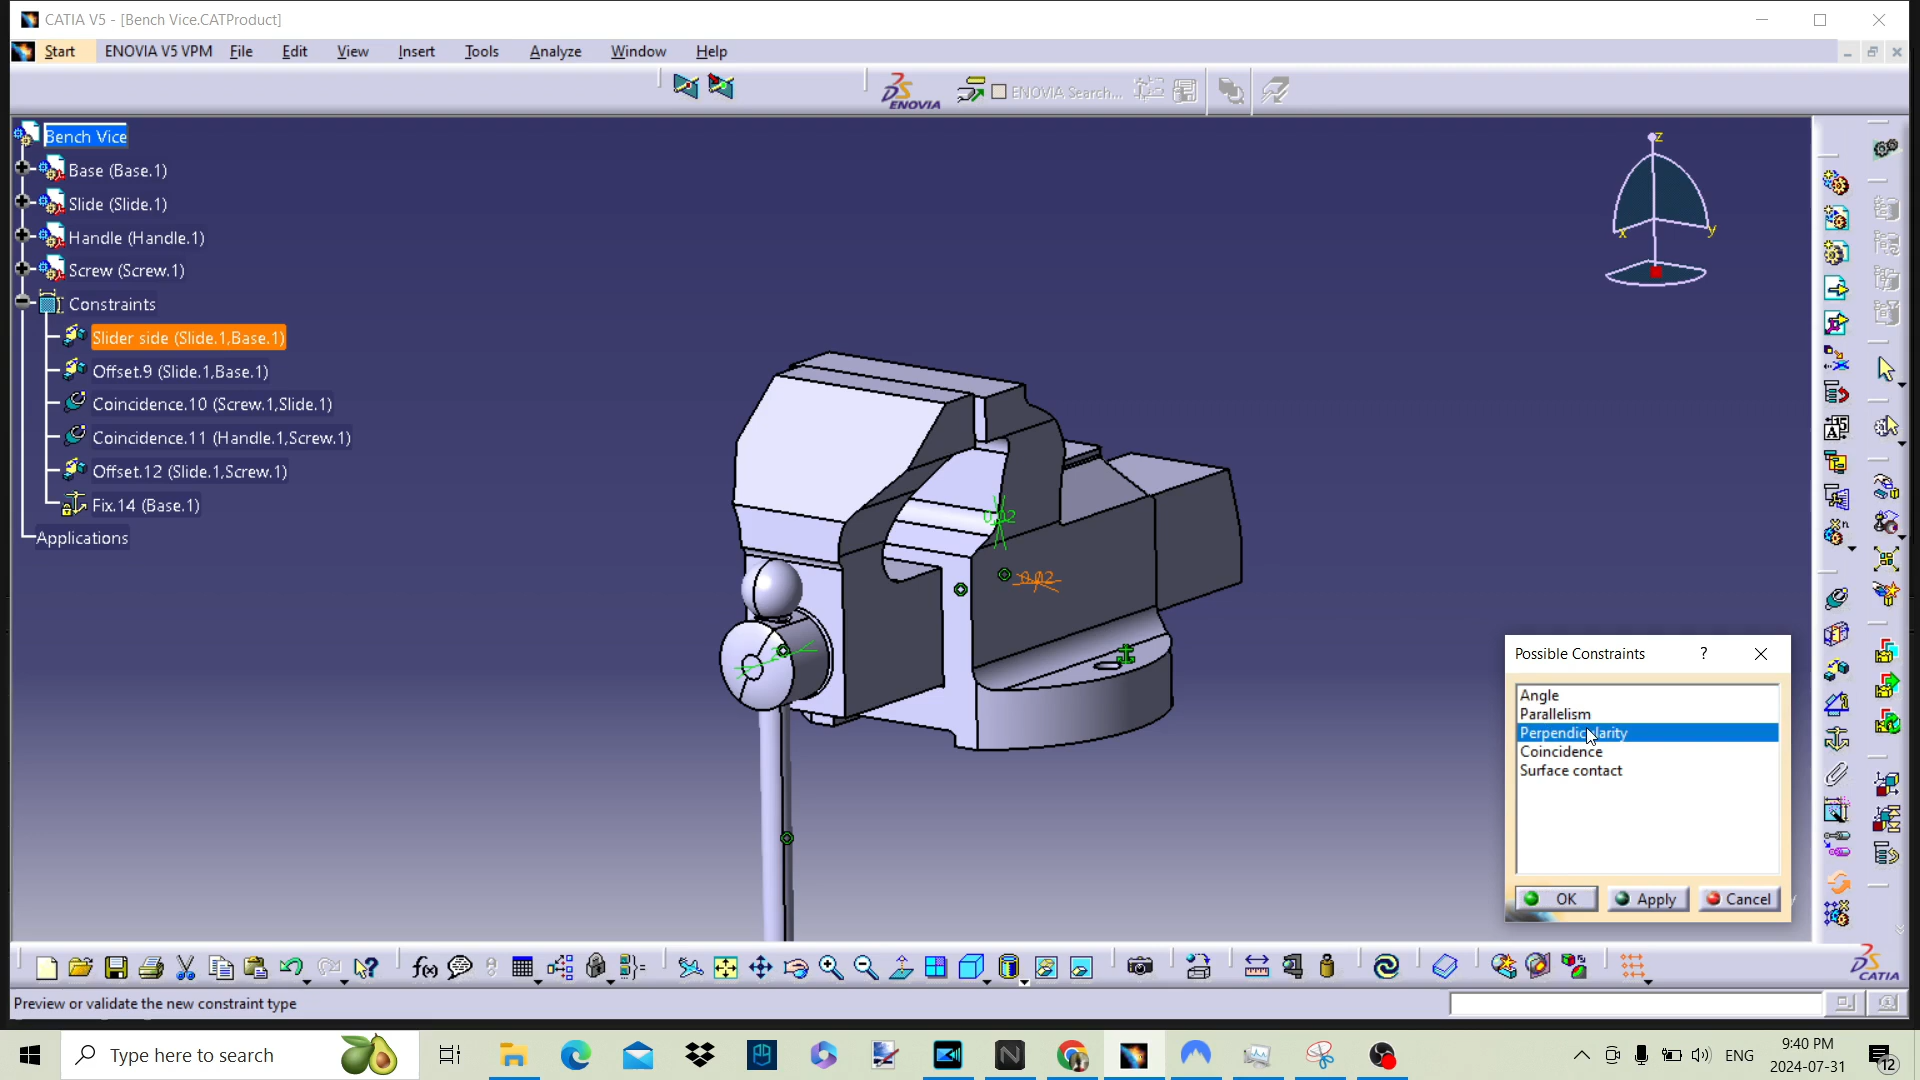 CATIA V5 - [Bench Vice.CATProduct]
Start ENOVIA V5 VPM File Edit View Insert Tools Analyze Window Help
ENOVIA
ENOVIA Search...
Bench Vice
Base (Base.1)
Slide (Slide.1)
Handle (Handle.1)
Screw (Screw.1)
Constraints
Slider side (Slide.1,Base.1)
Offset.9 (Slide.1,Base.1)
Coincidence.10 (Screw.1,Slide.1)
Coincidence.11 (Handle.1,Screw.1)
Offset.12 (Slide.1,Screw.1)
Fix.14 (Base.1)
Applications
z
x
y
0.02
0.02
Possible Constraints ?
Angle
Parallelism
Perpendicularity
Coincidence
Surface contact
OK Apply Cancel
f(x)
CATIA
Preview or validate the new constraint type
Type here to search
ENG
9:40 PM
2024-07-31
12